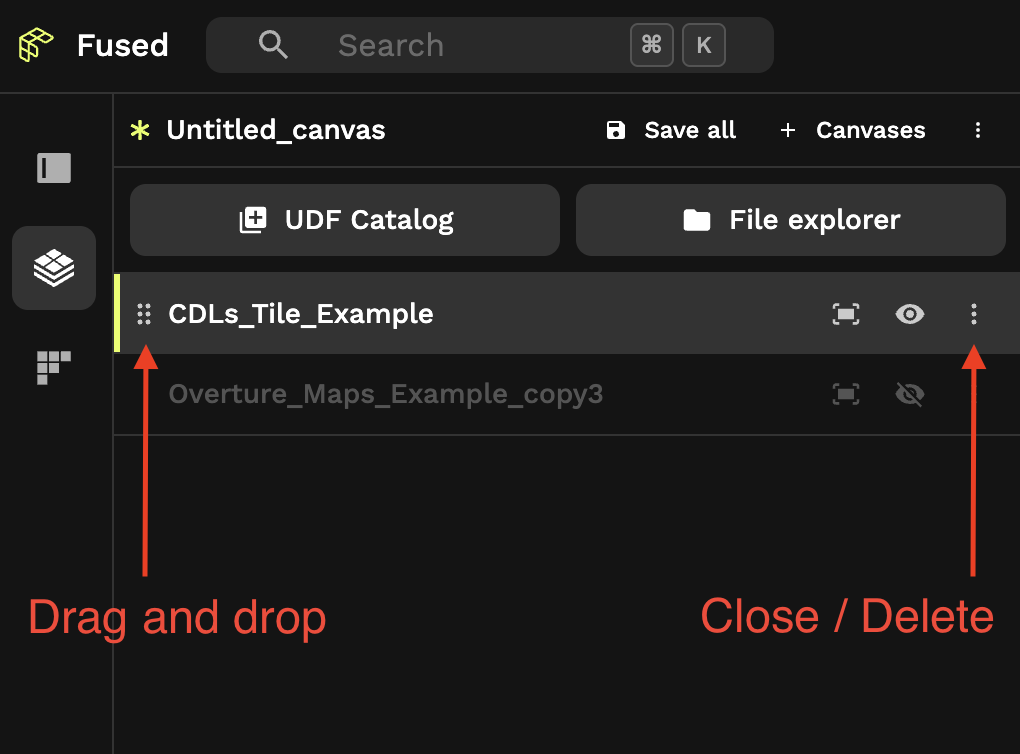 Fused
Search ⌘ K
Untitled_canvas Save all + Canvases
UDF Catalog File explorer
CDLs_Tile_Example
Overture_Maps_Example_copy3
Drag and drop Close / Delete